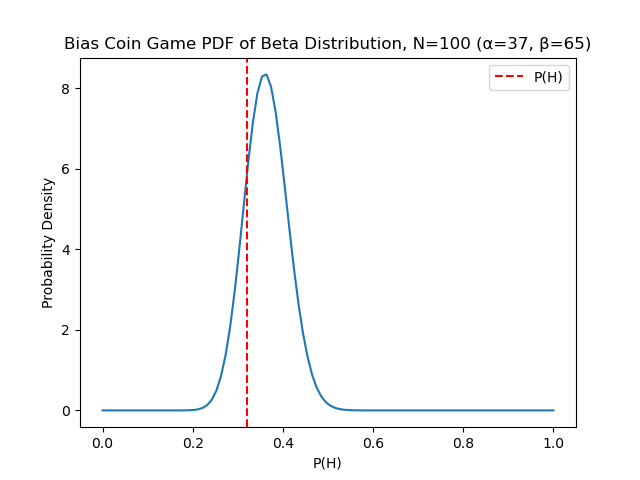 Bias Coin Game PDF of Beta Distribution, N=100 (α=37, β=65)
P(H)
Probability Density
8
6
4
2
0
0.0 0.2 0.4 0.6 0.8 1.0
P(H)